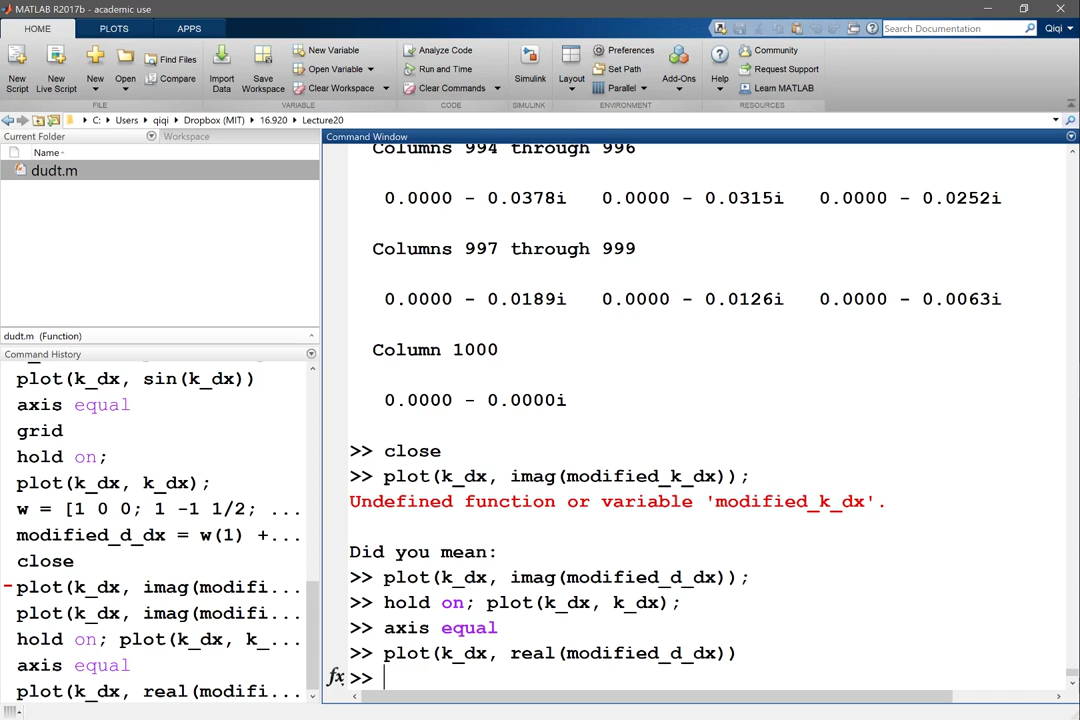 MATLAB R2017b - academic use
HOME PLOTS APPS
Search Documentation
Qiqi
New Script
New Live Script
New
Open
Find Files
Compare
Import Data
Save Workspace
New Variable
Open Variable
Clear Workspace
Analyze Code
Run and Time
Clear Commands
Simulink
Layout
Preferences
Set Path
Parallel
Add-Ons
Help
Community
Request Support
Learn MATLAB
FILE VARIABLE CODE SIMULINK ENVIRONMENT RESOURCES
C: Users qiqi Dropbox (MIT) 16.920 Lecture20
Current Folder
Workspace
Name
dudt.m
dudt.m (Function)
Command History
plot(k_dx, sin(k_dx))
axis equal
grid
hold on;
plot(k_dx, k_dx);
w = [1 0 0; 1 -1 1/2; ...
modified_d_dx = w(1) +...
close
plot(k_dx, imag(modifi...
plot(k_dx, imag(modifi...
hold on; plot(k_dx, k_...
axis equal
plot(k_dx, real(modifi...
Command Window
Columns 994 through 996
0.0000 - 0.0378i 0.0000 - 0.0315i 0.0000 - 0.0252i
Columns 997 through 999
0.0000 - 0.0189i 0.0000 - 0.0126i 0.0000 - 0.0063i
Column 1000
0.0000 - 0.0000i
>> close
>> plot(k_dx, imag(modified_k_dx));
Undefined function or variable 'modified_k_dx'.
Did you mean:
>> plot(k_dx, imag(modified_d_dx));
>> hold on; plot(k_dx, k_dx);
>> axis equal
>> plot(k_dx, real(modified_d_dx))
fx >>